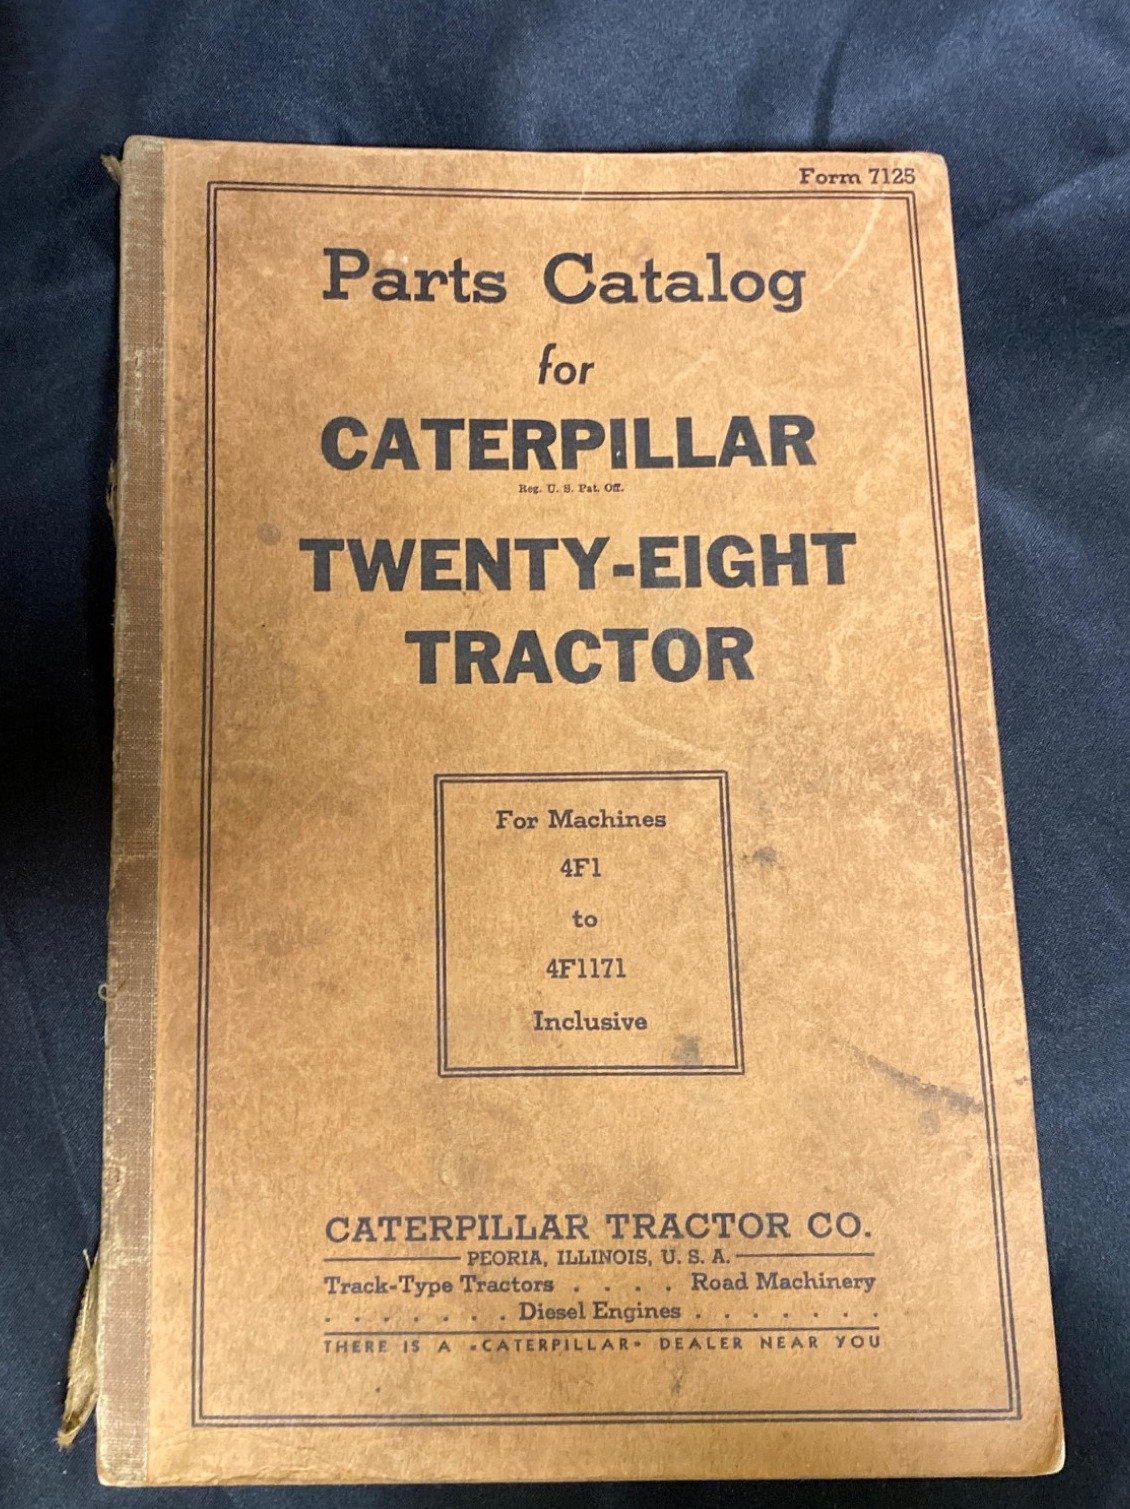 Form 7125
Parts Catalog
for
CATERPILLAR
Reg. U. S. Pat. Off.
TWENTY-EIGHT
TRACTOR
For Machines
4F1
to
4F1171
Inclusive
CATERPILLAR TRACTOR CO.
PEORIA, ILLINOIS, U. S. A.
Track-Type Tractors . . . . Road Machinery
. . . . . . . Diesel Engines . . . . . . .
THERE IS A "CATERPILLAR" DEALER NEAR YOU